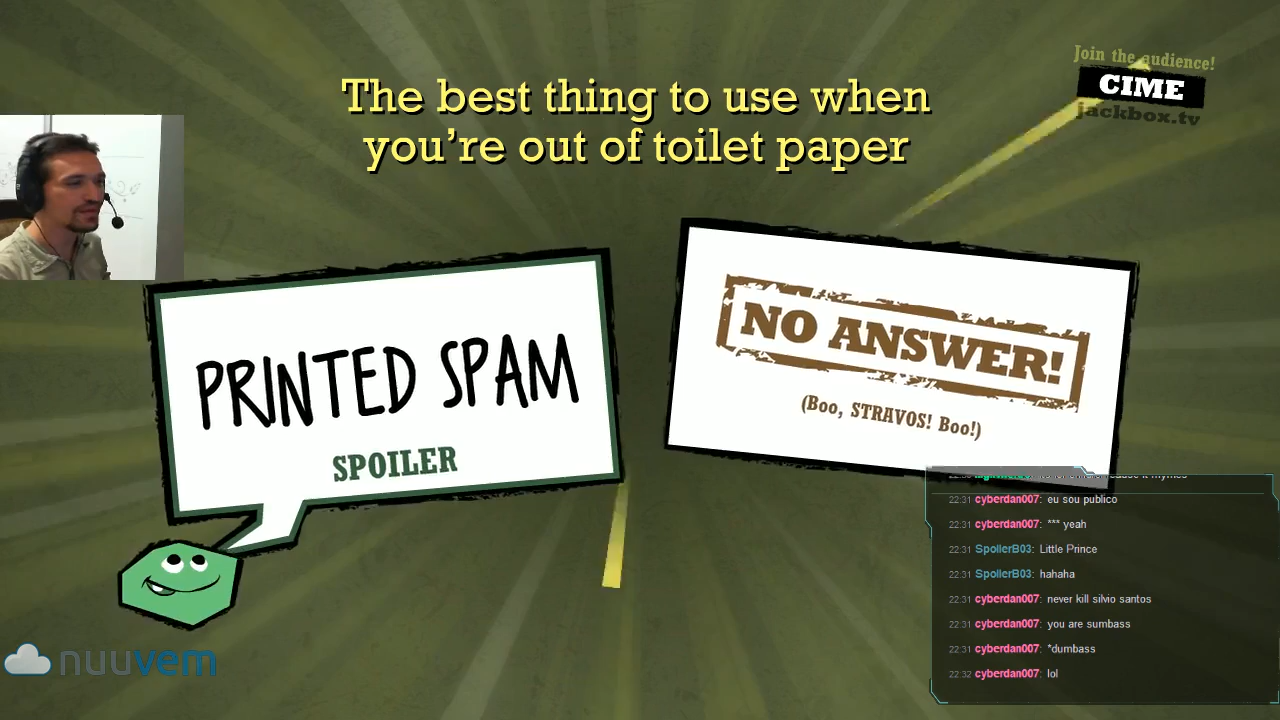 The best thing to use when
you're out of toilet paper
Join the audience!
CIME
jackbox.tv
PRINTED SPAM
SPOILER
NO ANSWER!
(Boo, STRAVOS! Boo!)
22:31 cyberdan007: eu sou publico
22:31 cyberdan007: *** yeah
22:31 SpoilerB03: Little Prince
22:31 SpoilerB03: hahaha
22:31 cyberdan007: never kill silvio santos
22:31 cyberdan007: you are sumbass
22:31 cyberdan007: *dumbass
22:32 cyberdan007: lol
nuuvem